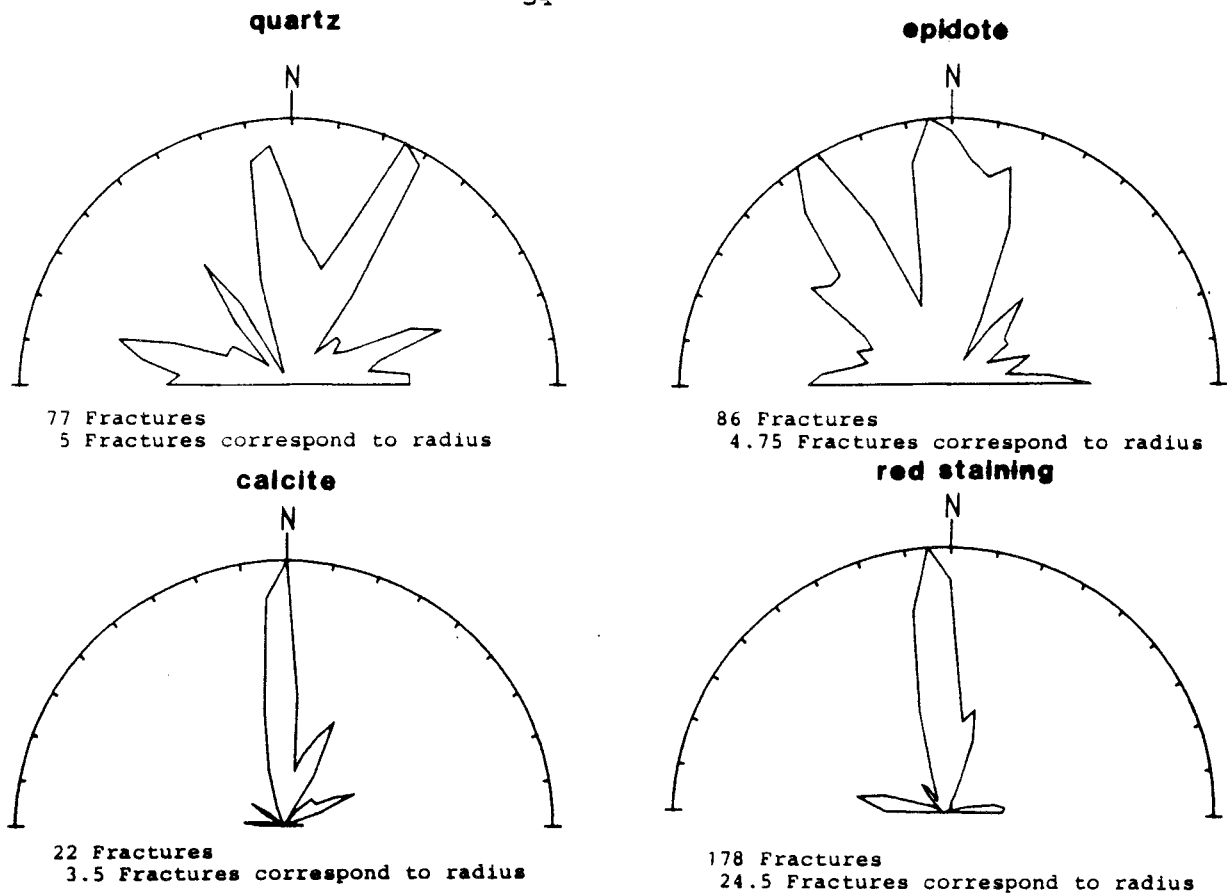 quartz
epidote
N
N
77 Fractures
5 Fractures correspond to radius
86 Fractures
4.75 Fractures correspond to radius
calcite
red staining
N
N
22 Fractures
3.5 Fractures correspond to radius
178 Fractures
24.5 Fractures correspond to radius